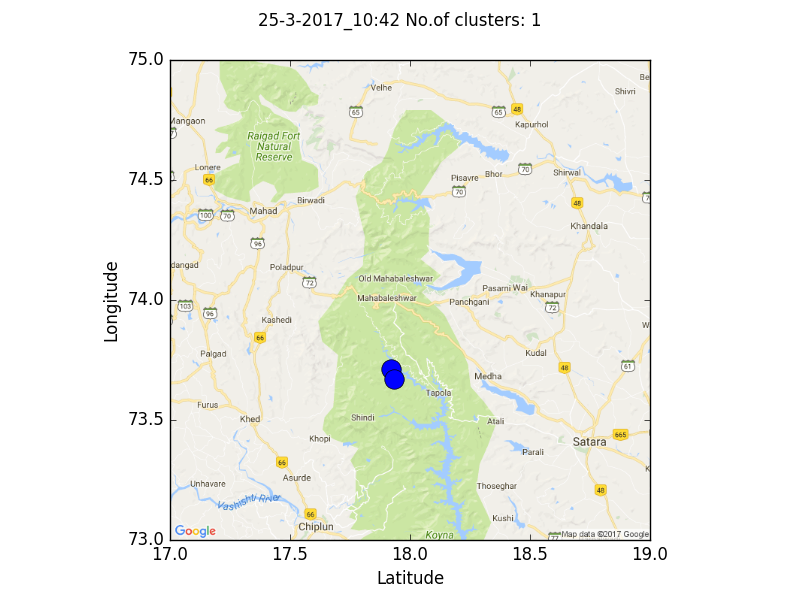 25-3-2017_10:42 No.of clusters: 1
75.0
Velhe
Be
Shivri
65
65
48
Kapurhol
Mangaon
Raigad Fort
Natural
Reserve
Lonere
66
74.5
Pisavre
Bhor
70
Shirwal
70
Birwadi
48
100
70
Mahad
Khandala
96
Longitude
dangad
Poladpur
72
Old Mahabaleshwar
Pasarni Wai
74.0
Mahabaleshwar
Panchgani
Khanapur
72
103
96
Kashedi
66
Palgad
Kudal
48
61
Medha
Tapola
Furus
Khed
73.5
Shindi
Atali
Khopi
Satara
665
Parali
66
Asurde
Unhavare
Thoseghar
48
Vashishti River
66
Chiplun
Kushi
Koyna
Google
Map data ©2017 Google
73.0
17.0
17.5
18.0
18.5
19.0
Latitude